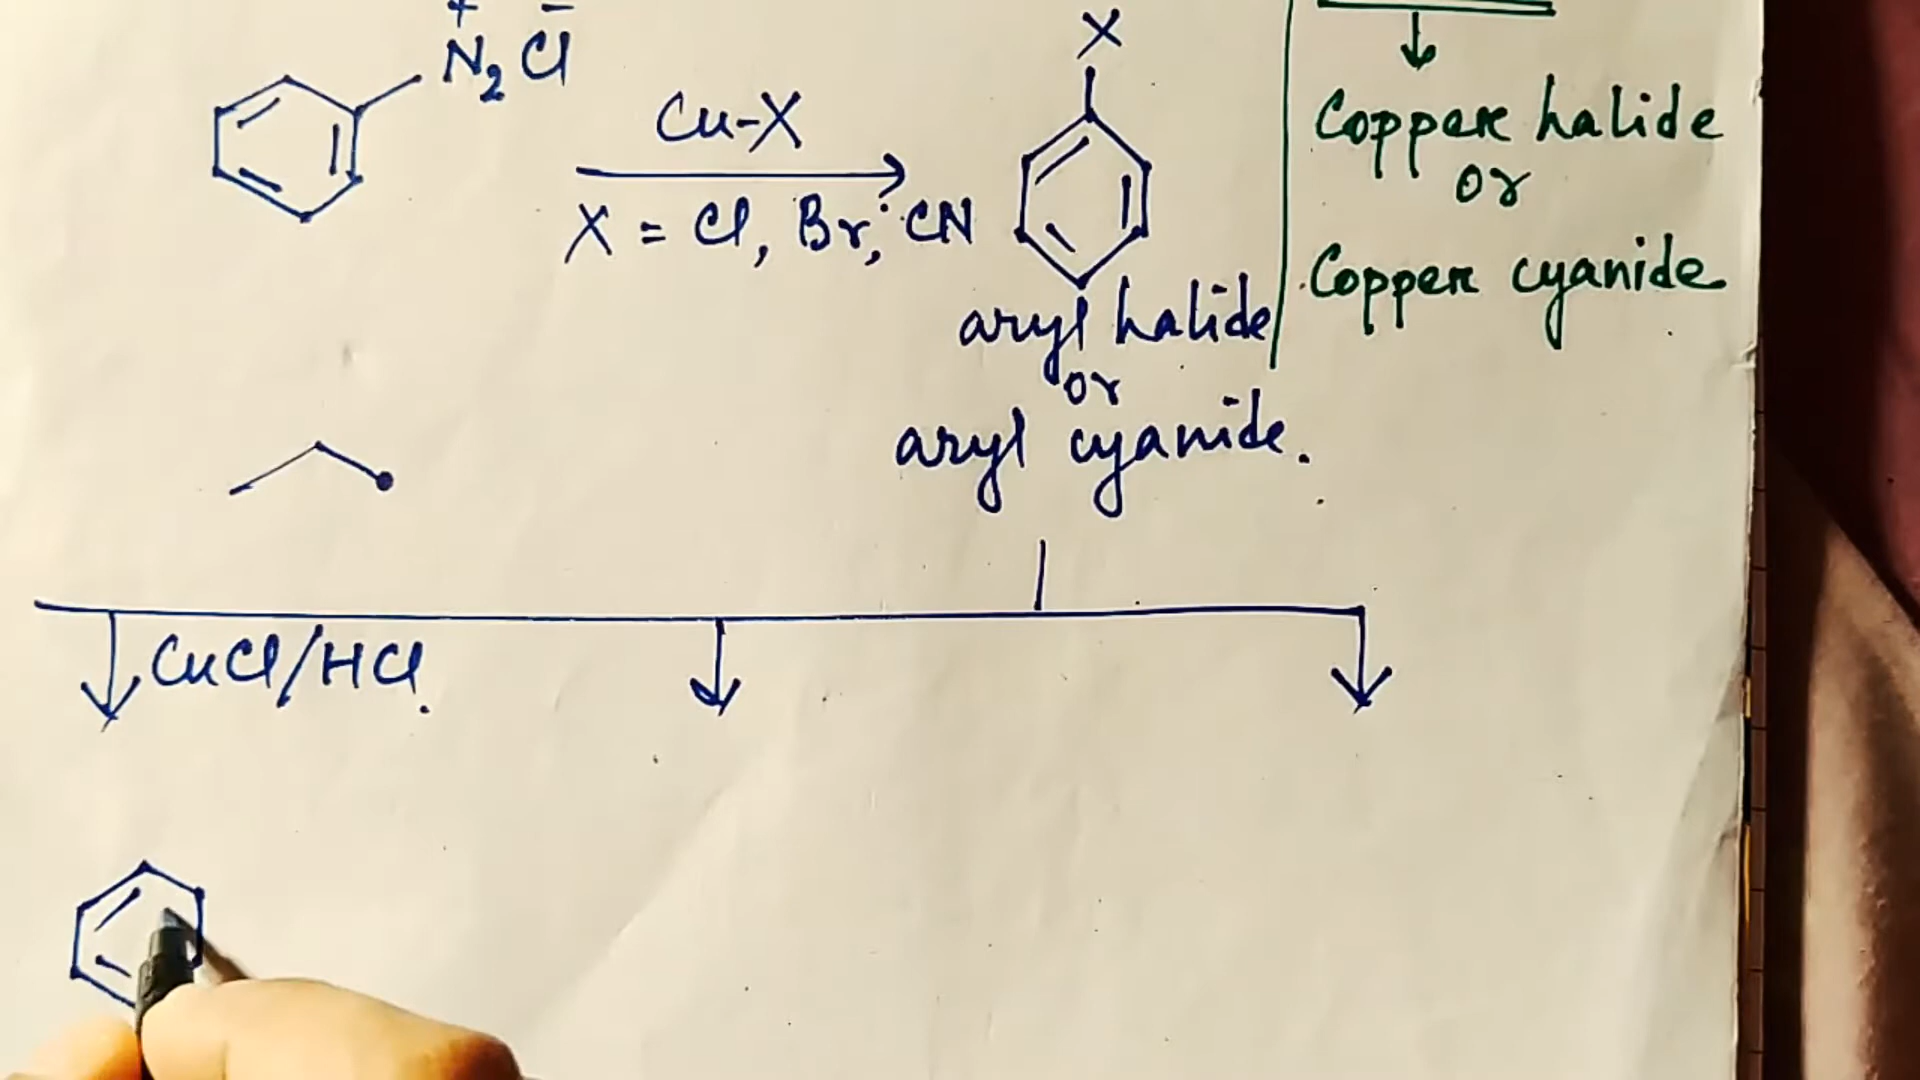 + −
N2 Cl
Cu-X
X = Cl, Br, CN
X
aryl halide
or
aryl cyanide.
Copper halide
or
Copper cyanide
CuCl/HCl.